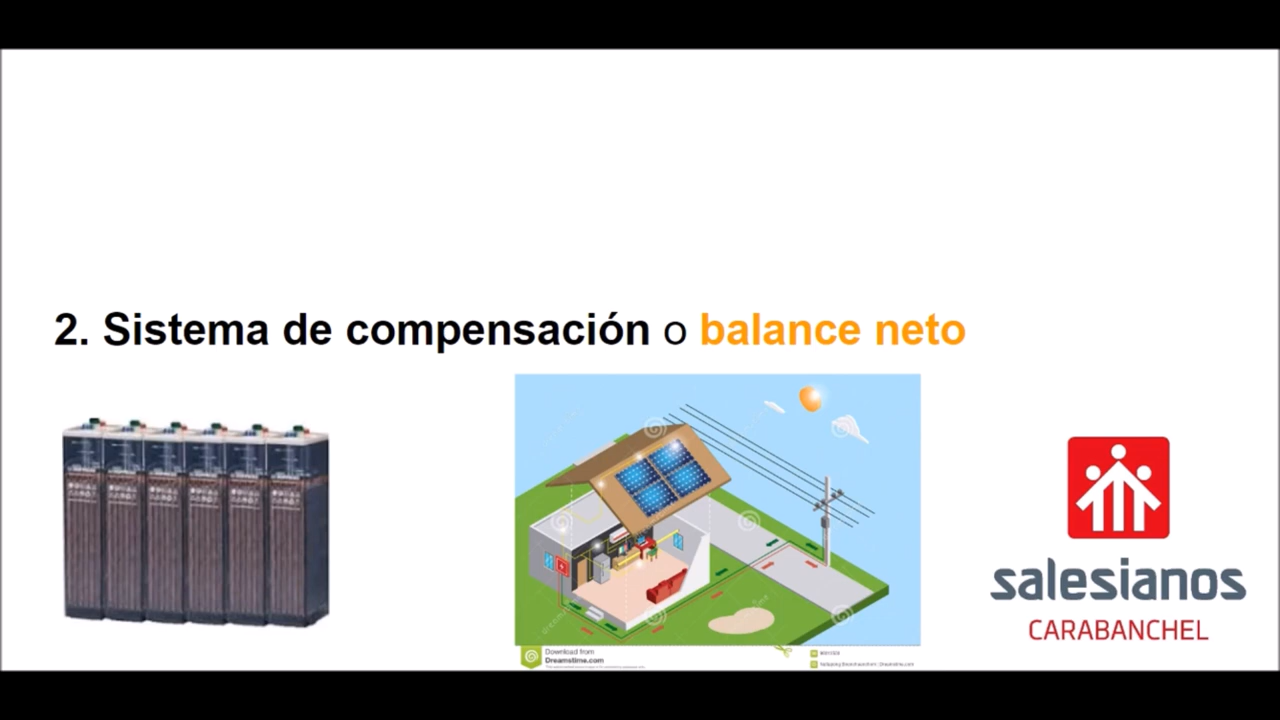 2. Sistema de compensación o balance neto
salesianos
CARABANCHEL
Download from
Dreamstime.com